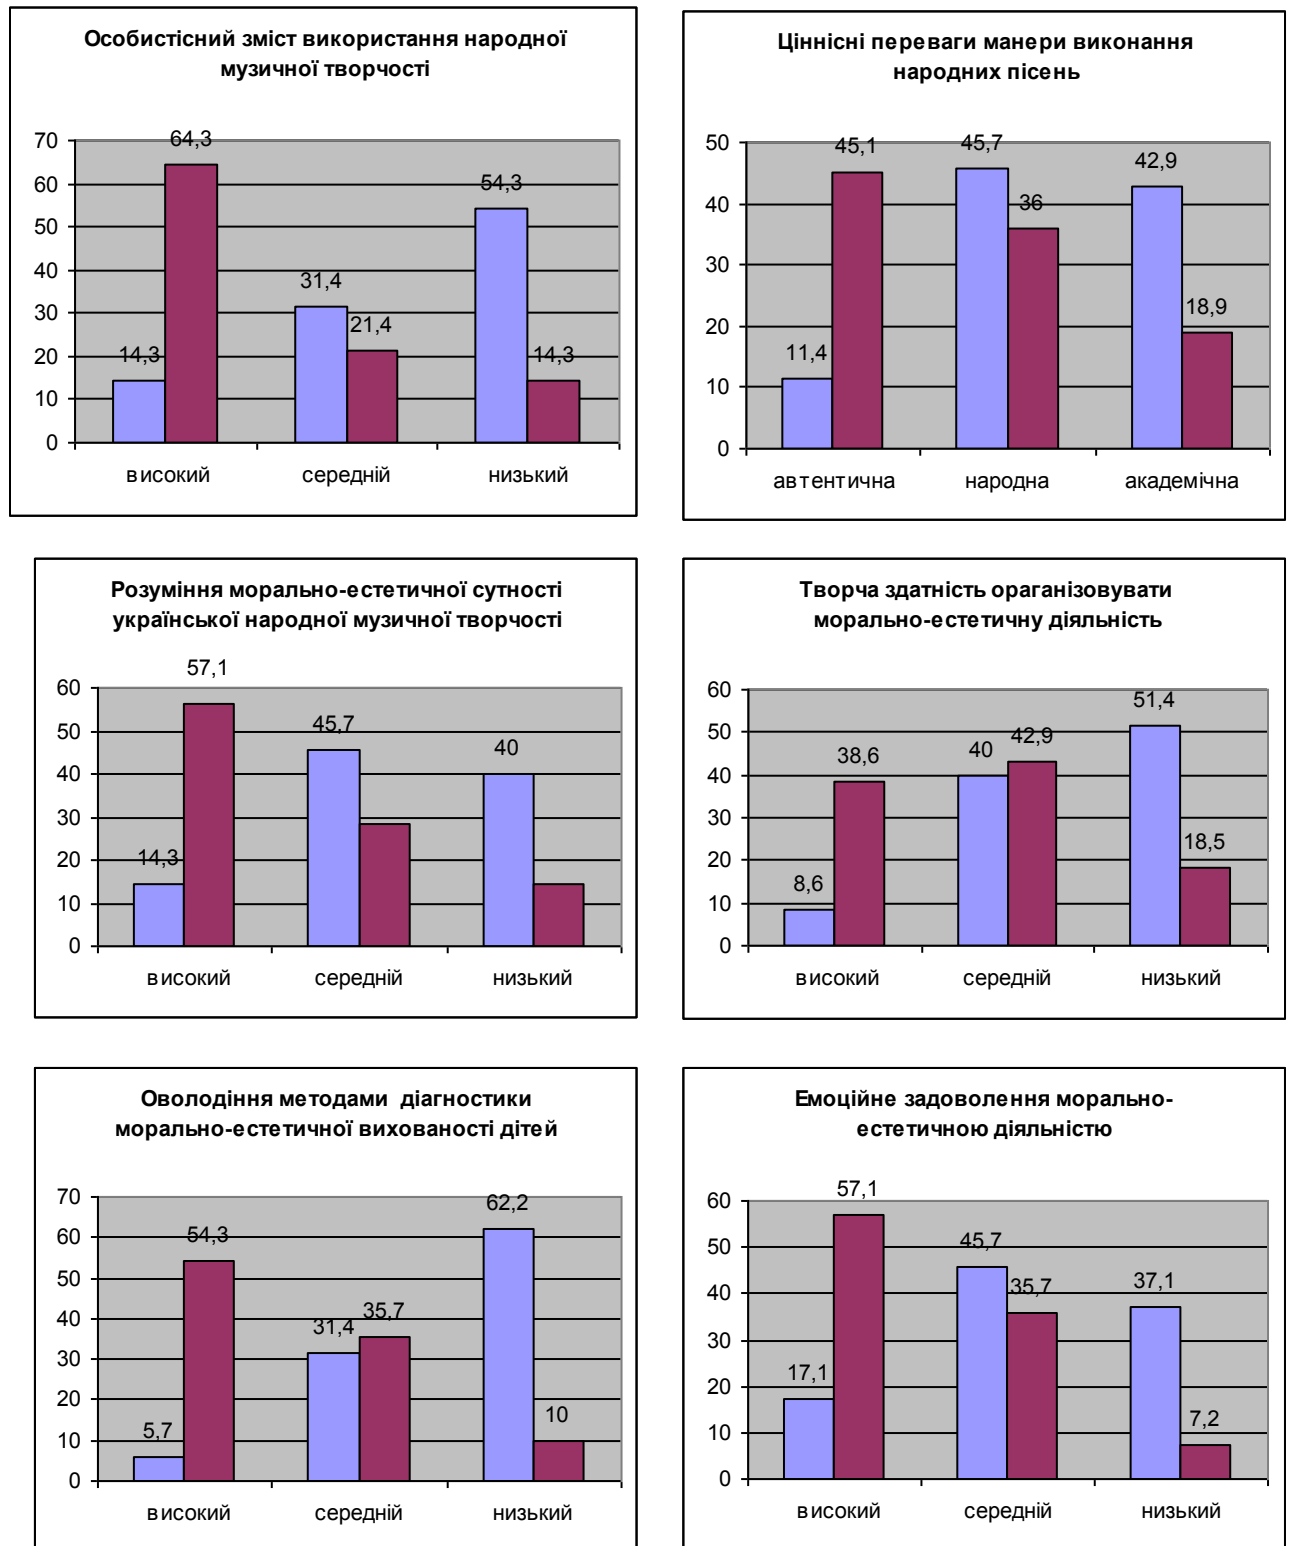 Особистісний зміст використання народної
музичної творчості
70
60
50
40
30
20
10
0
14,3
64,3
31,4
21,4
54,3
14,3
високий
середній
низький
Ціннісні переваги манери виконання
народних пісень
50
40
30
20
10
0
11,4
45,1
45,7
36
42,9
18,9
автентична
народна
академічна
Розуміння морально-естетичної сутності
української народної музичної творчості
60
50
40
30
20
10
0
14,3
57,1
45,7
40
високий
середній
низький
Творча здатність ораганізовувати
морально-естетичну діяльність
60
50
40
30
20
10
0
8,6
38,6
40
42,9
51,4
18,5
високий
середній
низький
Оволодіння методами діагностики
морально-естетичної вихованості дітей
70
60
50
40
30
20
10
0
5,7
54,3
31,4
35,7
62,2
10
високий
середній
низький
Емоційне задоволення морально-
естетичною діяльністю
60
50
40
30
20
10
0
17,1
57,1
45,7
35,7
37,1
7,2
високий
середній
низький